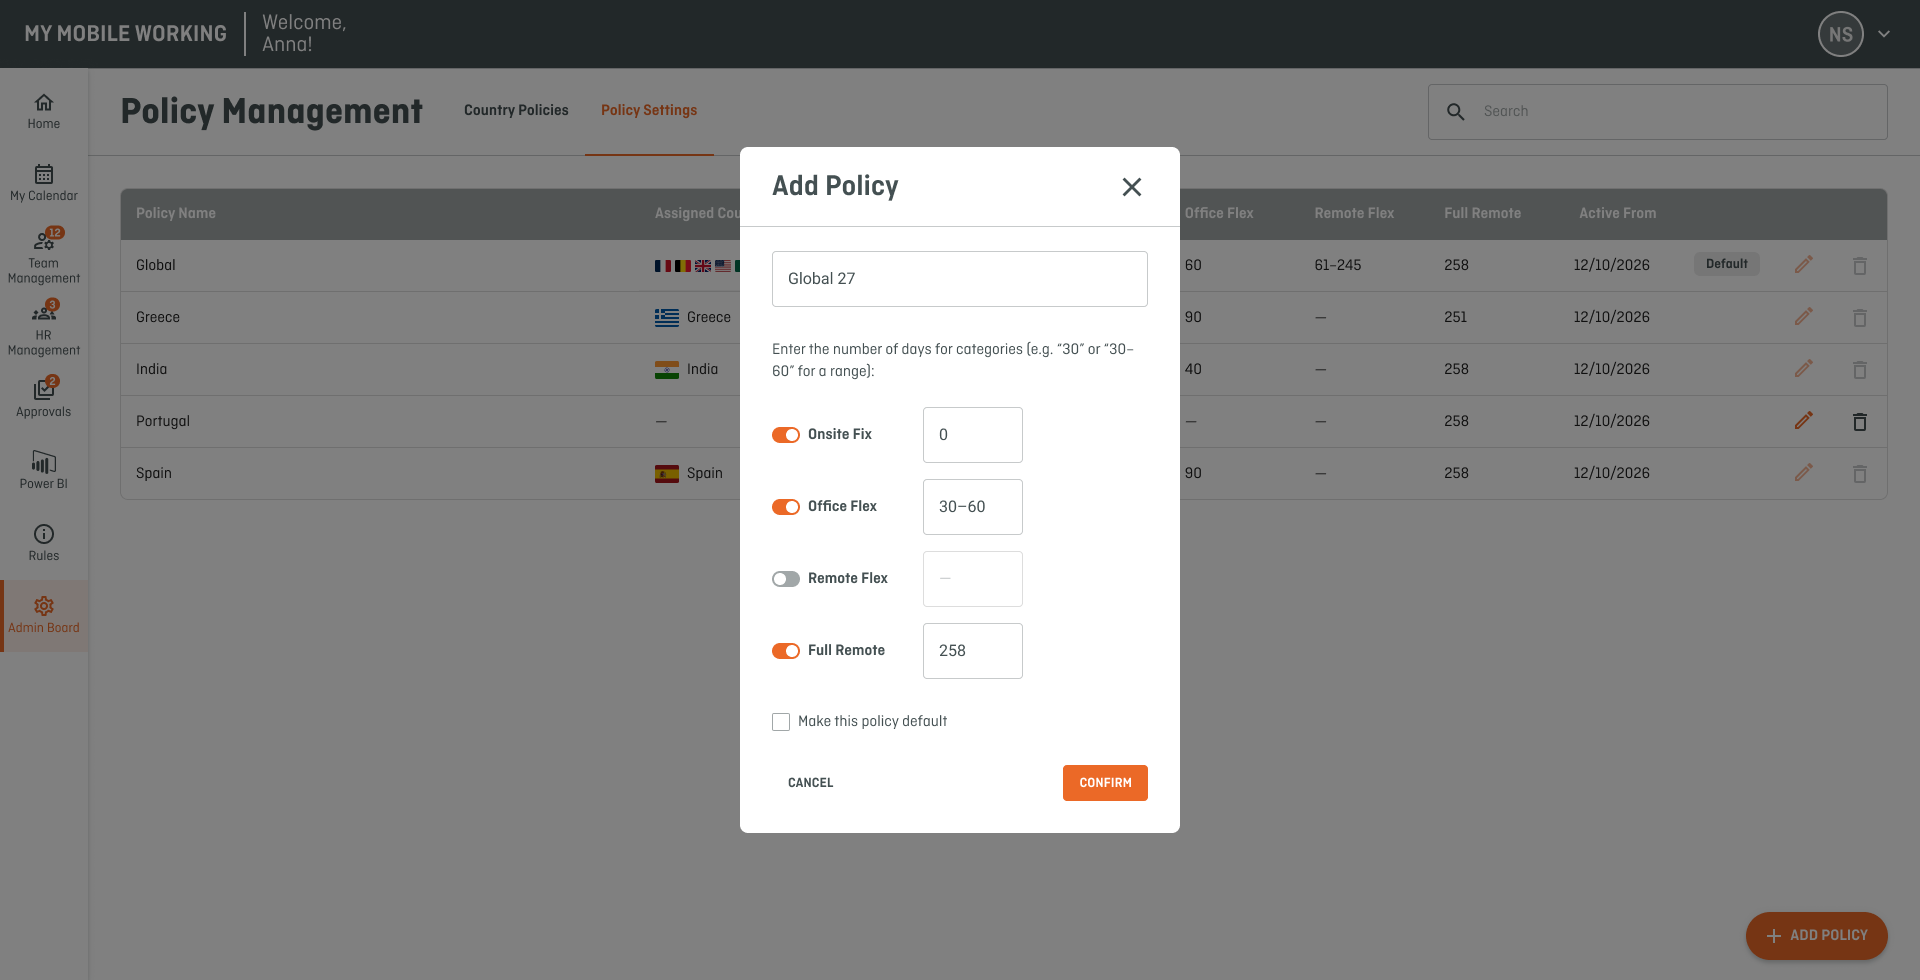 MY MOBILE WORKING
Welcome,
Anna!
NS
Home
My Calendar
12
Team
Management
3
HR
Management
2
Approvals
Power BI
Rules
Admin Board
Policy Management
Country Policies
Policy Settings
Search
Policy Name
Assigned Cou
Office Flex
Remote Flex
Full Remote
Active From
Global
60
61–245
258
12/10/2026
Default
Greece
Greece
90
—
251
12/10/2026
India
India
40
—
258
12/10/2026
Portugal
—
—
—
258
12/10/2026
Spain
Spain
90
—
258
12/10/2026
Add Policy
Global 27
Enter the number of days for categories (e.g. “30” or “30–
60” for a range):
Onsite Fix
0
Office Flex
30–60
Remote Flex
—
Full Remote
258
Make this policy default
CANCEL
CONFIRM
ADD POLICY